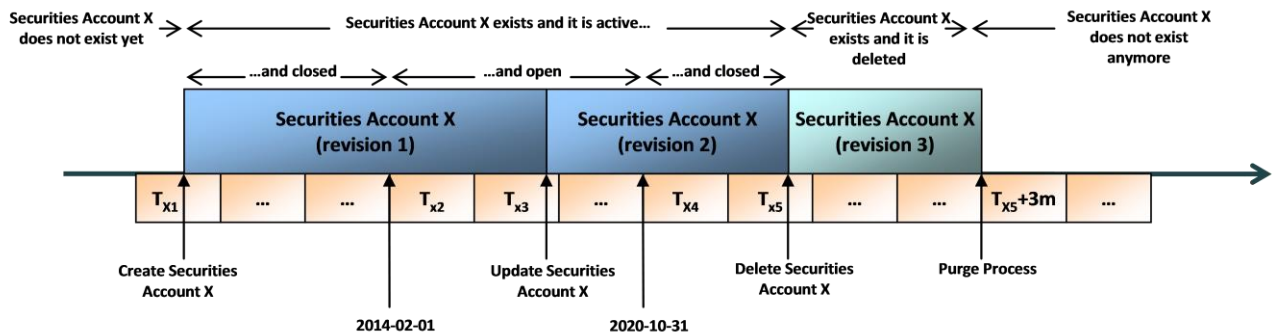 Securities Account X
does not exist yet
Securities Account X exists and it is active...
Securities Account X
exists and it is
deleted
Securities Account X
does not exist
anymore
...and closed
...and open
...and closed
Securities Account X
(revision 1)
Securities Account X
(revision 2)
Securities Account X
(revision 3)
TX1
...
...
Tx2
Tx3
...
TX4
Tx5
...
...
TX5+3m
...
Create Securities
Account X
Update Securities
Account X
Delete Securities
Account X
Purge Process
2014-02-01
2020-10-31